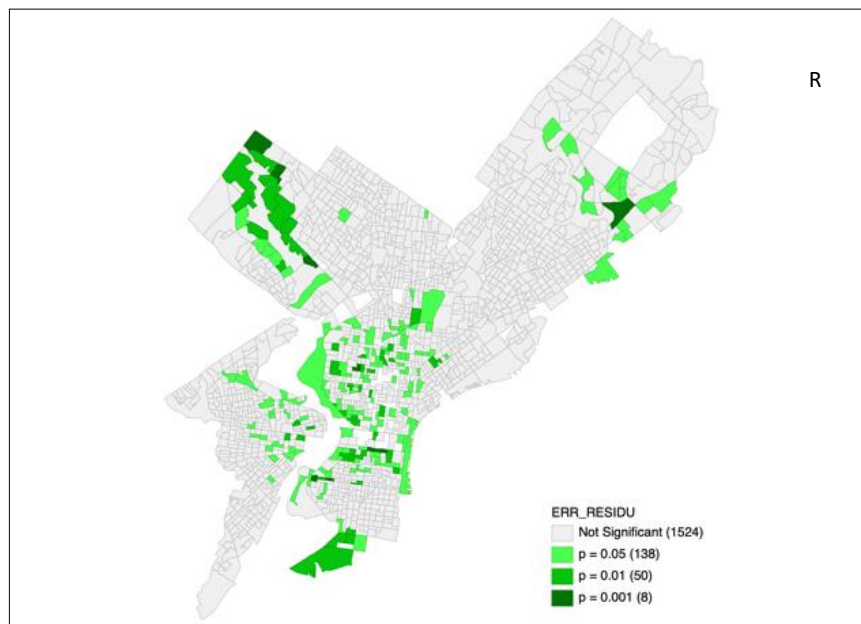 R
ERR_RESIDU
Not Significant (1524)
p = 0.05 (138)
p = 0.01 (50)
p = 0.001 (8)